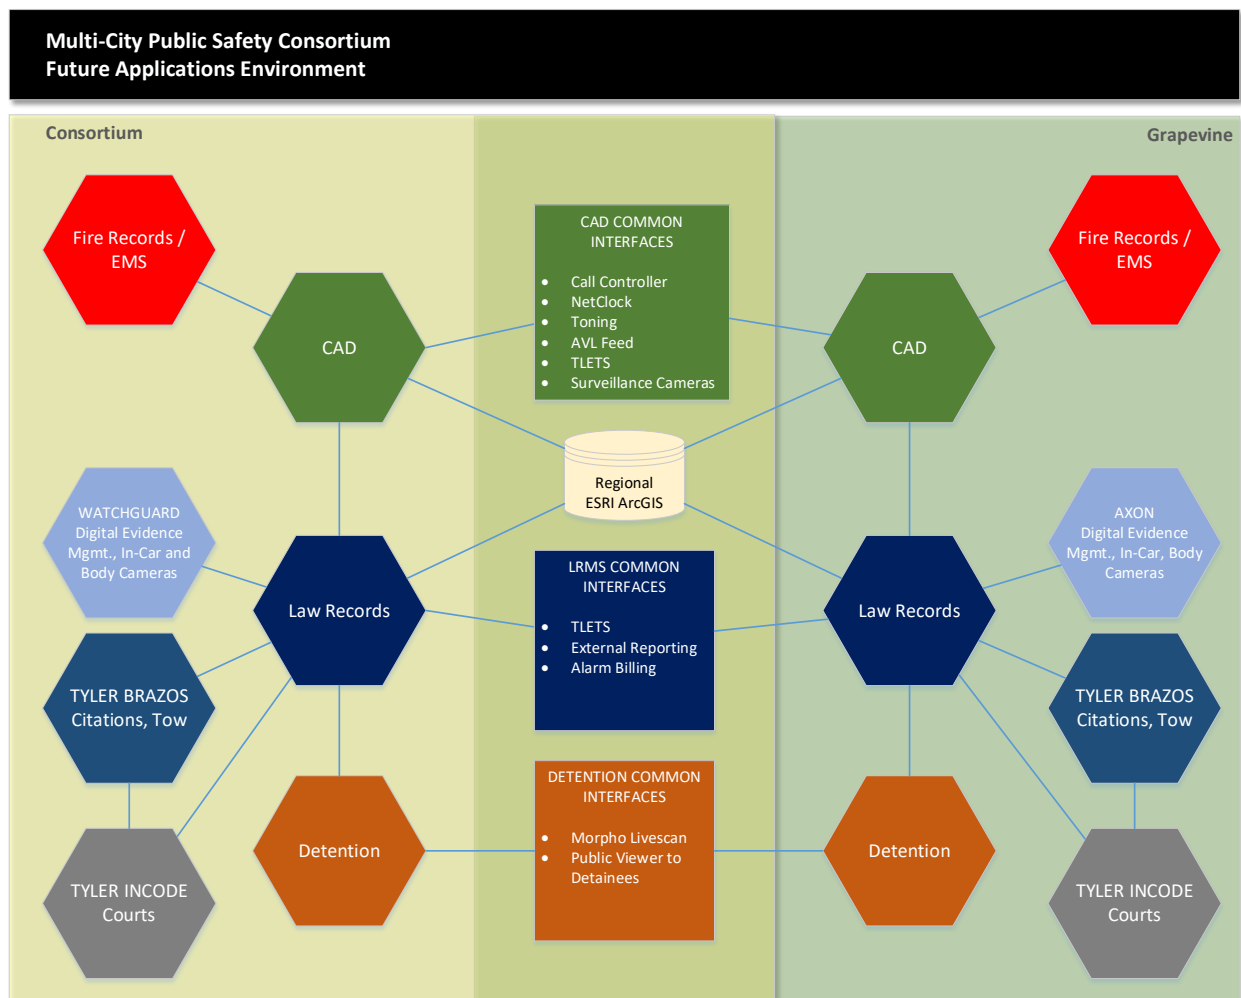 Multi-City Public Safety Consortium
Future Applications Environment
Consortium
Grapevine
Fire Records /
EMS
CAD
WATCHGUARD
Digital Evidence
Mgmt., In-Car and
Body Cameras
Law Records
TYLER BRAZOS
Citations, Tow
Detention
TYLER INCODE
Courts
CAD COMMON
INTERFACES
● Call Controller
● NetClock
● Toning
● AVL Feed
● TLETS
● Surveillance Cameras
Regional
ESRI ArcGIS
LRMS COMMON
INTERFACES
● TLETS
● External Reporting
● Alarm Billing
DETENTION COMMON
INTERFACES
● Morpho Livescan
● Public Viewer to
Detainees
Fire Records /
EMS
CAD
AXON
Digital Evidence
Mgmt., In-Car, Body
Cameras
Law Records
TYLER BRAZOS
Citations, Tow
Detention
TYLER INCODE
Courts